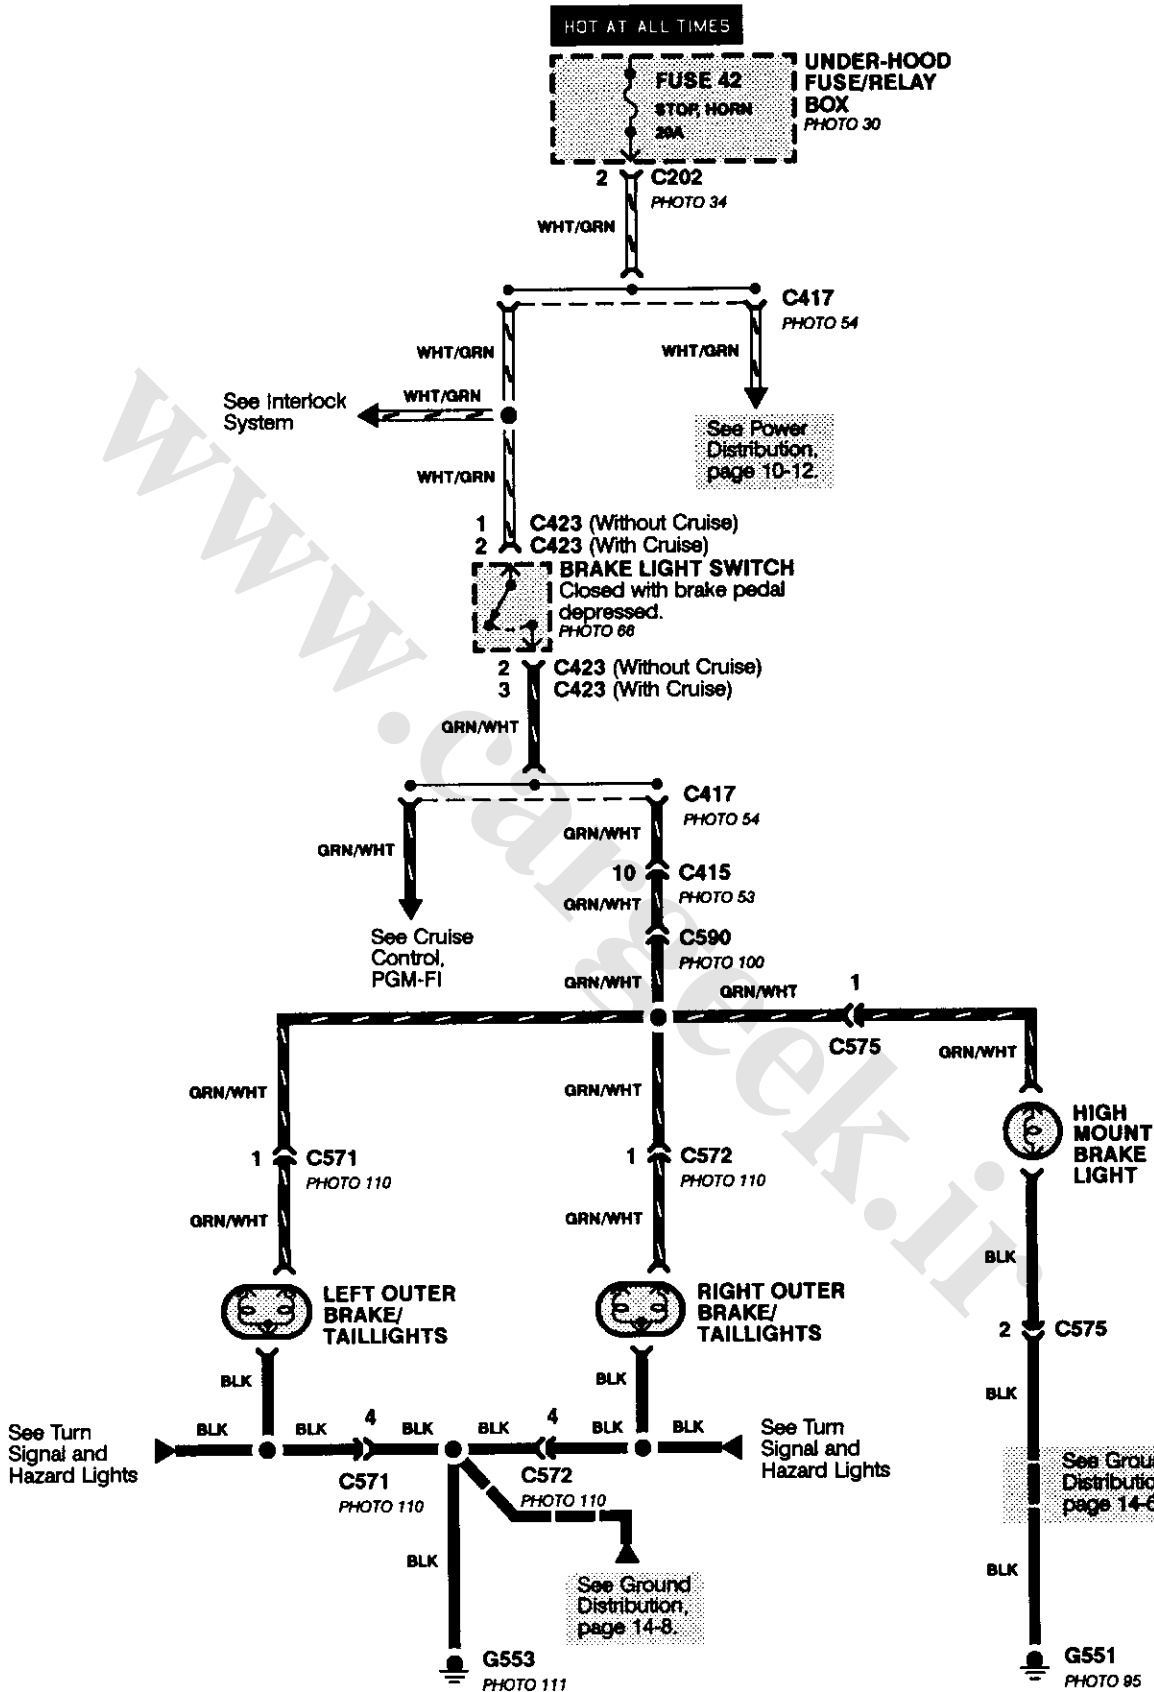 HOT AT ALL TIMES
UNDER-HOOD
FUSE/RELAY
BOX
PHOTO 30
FUSE 42
STOP, HORN
20A
2
C202
PHOTO 34
WHT/GRN
C417
PHOTO 54
WHT/GRN
WHT/GRN
WHT/GRN
See Interlock
System
See Power
Distribution,
page 10-12.
WHT/GRN
1 C423 (Without Cruise)
2 C423 (With Cruise)
BRAKE LIGHT SWITCH
Closed with brake pedal
depressed.
PHOTO 66
2 C423 (Without Cruise)
3 C423 (With Cruise)
GRN/WHT
C417
PHOTO 54
GRN/WHT
GRN/WHT
10 C415
PHOTO 53
GRN/WHT
See Cruise
Control,
PGM-FI
C590
PHOTO 100
GRN/WHT
GRN/WHT
1
C575
GRN/WHT
GRN/WHT
GRN/WHT
HIGH
MOUNT
BRAKE
LIGHT
1 C571
PHOTO 110
1 C572
PHOTO 110
GRN/WHT
GRN/WHT
BLK
LEFT OUTER
BRAKE/
TAILLIGHTS
RIGHT OUTER
BRAKE/
TAILLIGHTS
2 C575
BLK
BLK
BLK
See Turn
Signal and
Hazard Lights
BLK
BLK
4
BLK
BLK
4
BLK
BLK
See Turn
Signal and
Hazard Lights
C571
PHOTO 110
C572
PHOTO 110
See Grou
Distributio
page 14-6
BLK
BLK
See Ground
Distribution,
page 14-8.
G553
PHOTO 111
G551
PHOTO 95
www.cargeek.ir